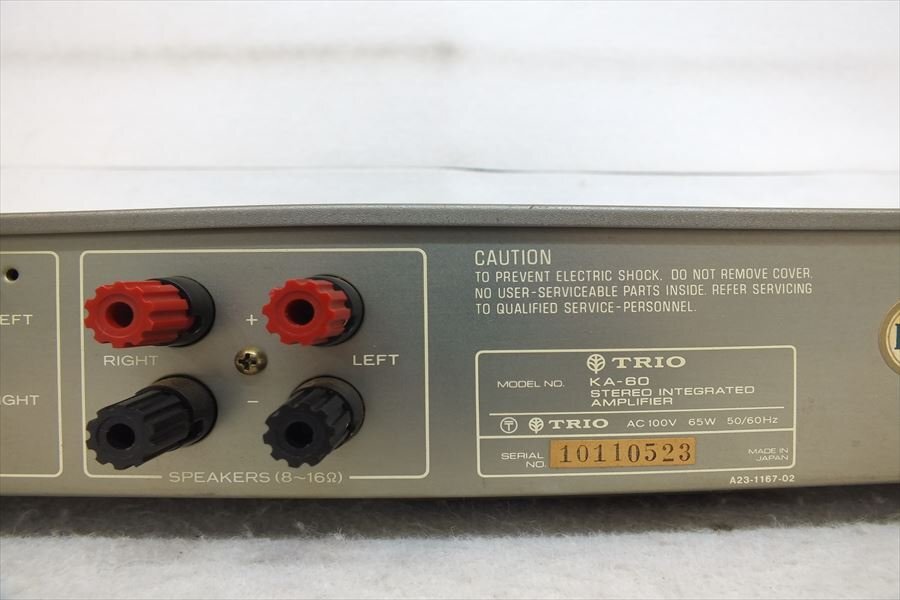 EFT
IGHT
RIGHT
+
LEFT
−
SPEAKERS (8~16Ω)
CAUTION
TO PREVENT ELECTRIC SHOCK, DO NOT REMOVE COVER.
NO USER-SERVICEABLE PARTS INSIDE. REFER SERVICING
TO QUALIFIED SERVICE-PERSONNEL.
TRIO
MODEL NO. KA-60
STEREO INTEGRATED
AMPLIFIER
T TRIO AC 100V 65W 50/60Hz
SERIAL NO. 10110523
MADE IN JAPAN
A23-1167-02